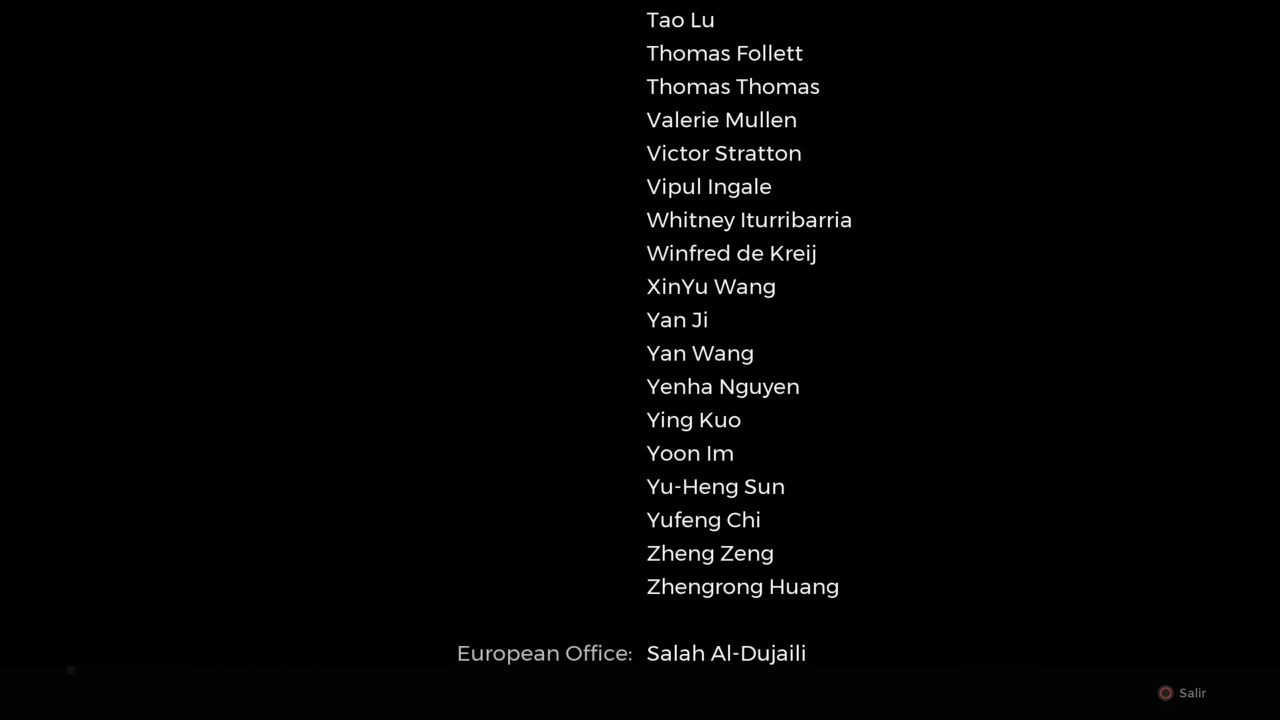 Tao Lu
Thomas Follett
Thomas Thomas
Valerie Mullen
Victor Stratton
Vipul Ingale
Whitney Iturribarria
Winfred de Kreij
XinYu Wang
Yan Ji
Yan Wang
Yenha Nguyen
Ying Kuo
Yoon Im
Yu-Heng Sun
Yufeng Chi
Zheng Zeng
Zhengrong Huang
European Office: Salah Al-Dujaili
Salir